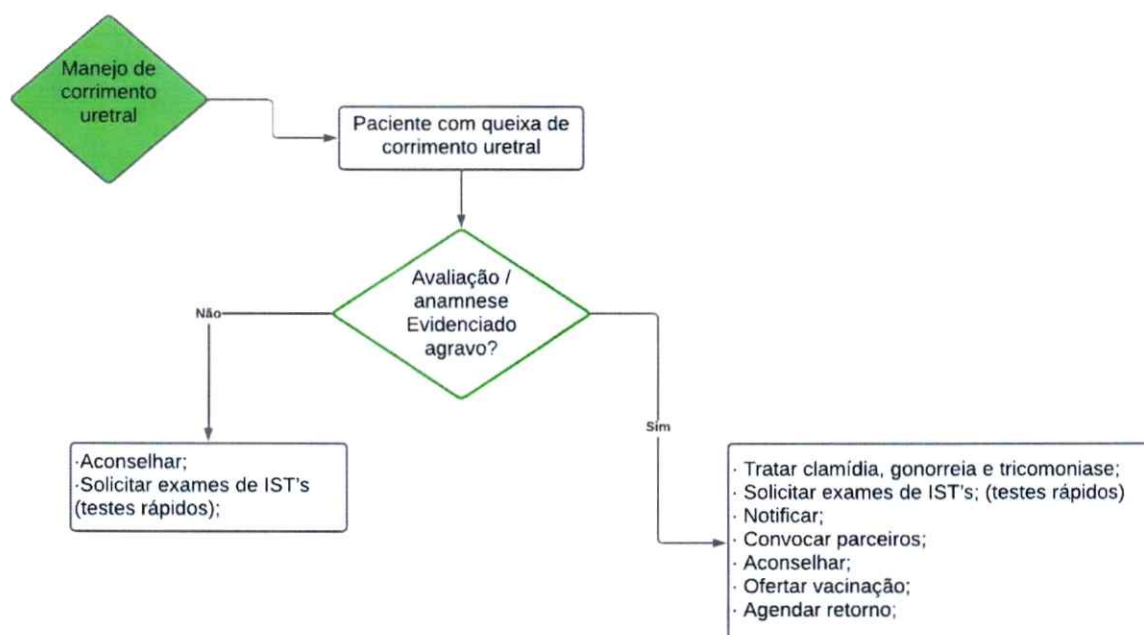 Manejo de
corrimento
uretral
Paciente com queixa de
corrimento uretral
Avaliação /
anamnese
Evidenciado
agravo?
Não
Sim
·Aconselhar;
·Solicitar exames de IST's
(testes rápidos);
· Tratar clamídia, gonorreia e tricomoniase;
· Solicitar exames de IST's; (testes rápidos)
· Notificar;
· Convocar parceiros;
· Aconselhar;
· Ofertar vacinação;
· Agendar retorno;